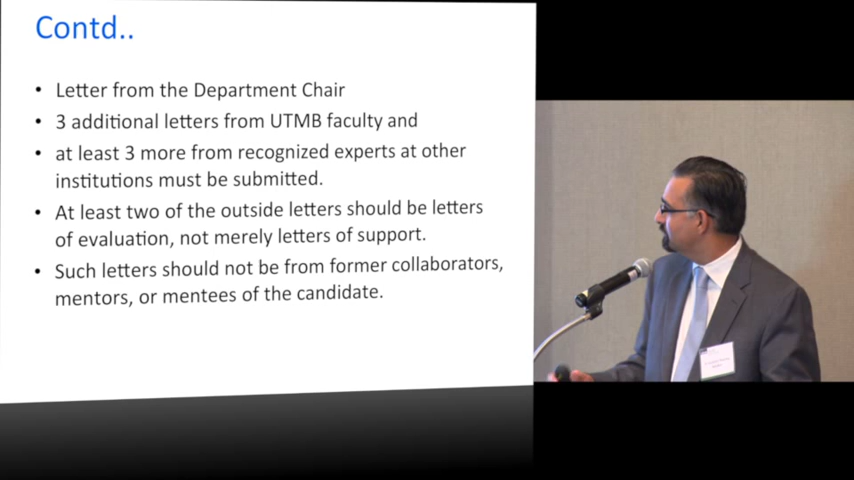 Contd..
• Letter from the Department Chair
• 3 additional letters from UTMB faculty and
• at least 3 more from recognized experts at other
institutions must be submitted.
• At least two of the outside letters should be letters
of evaluation, not merely letters of support.
• Such letters should not be from former collaborators,
mentors, or mentees of the candidate.